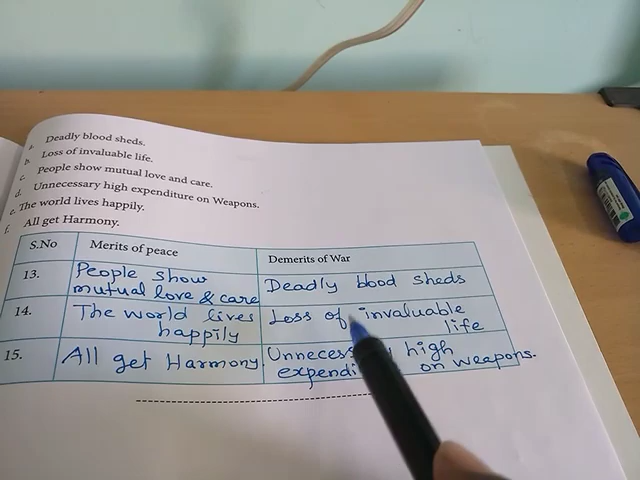 a. Deadly blood sheds.
b. Loss of invaluable life.
c. People show mutual love and care.
d. Unnecessary high expenditure on Weapons.
e. The world lives happily.
f. All get Harmony.
S.No Merits of peace Demerits of War
13. People show mutual love & care Deadly blood sheds
14. The world lives happily Loss of invaluable life
15. All get Harmony. high on weapons.